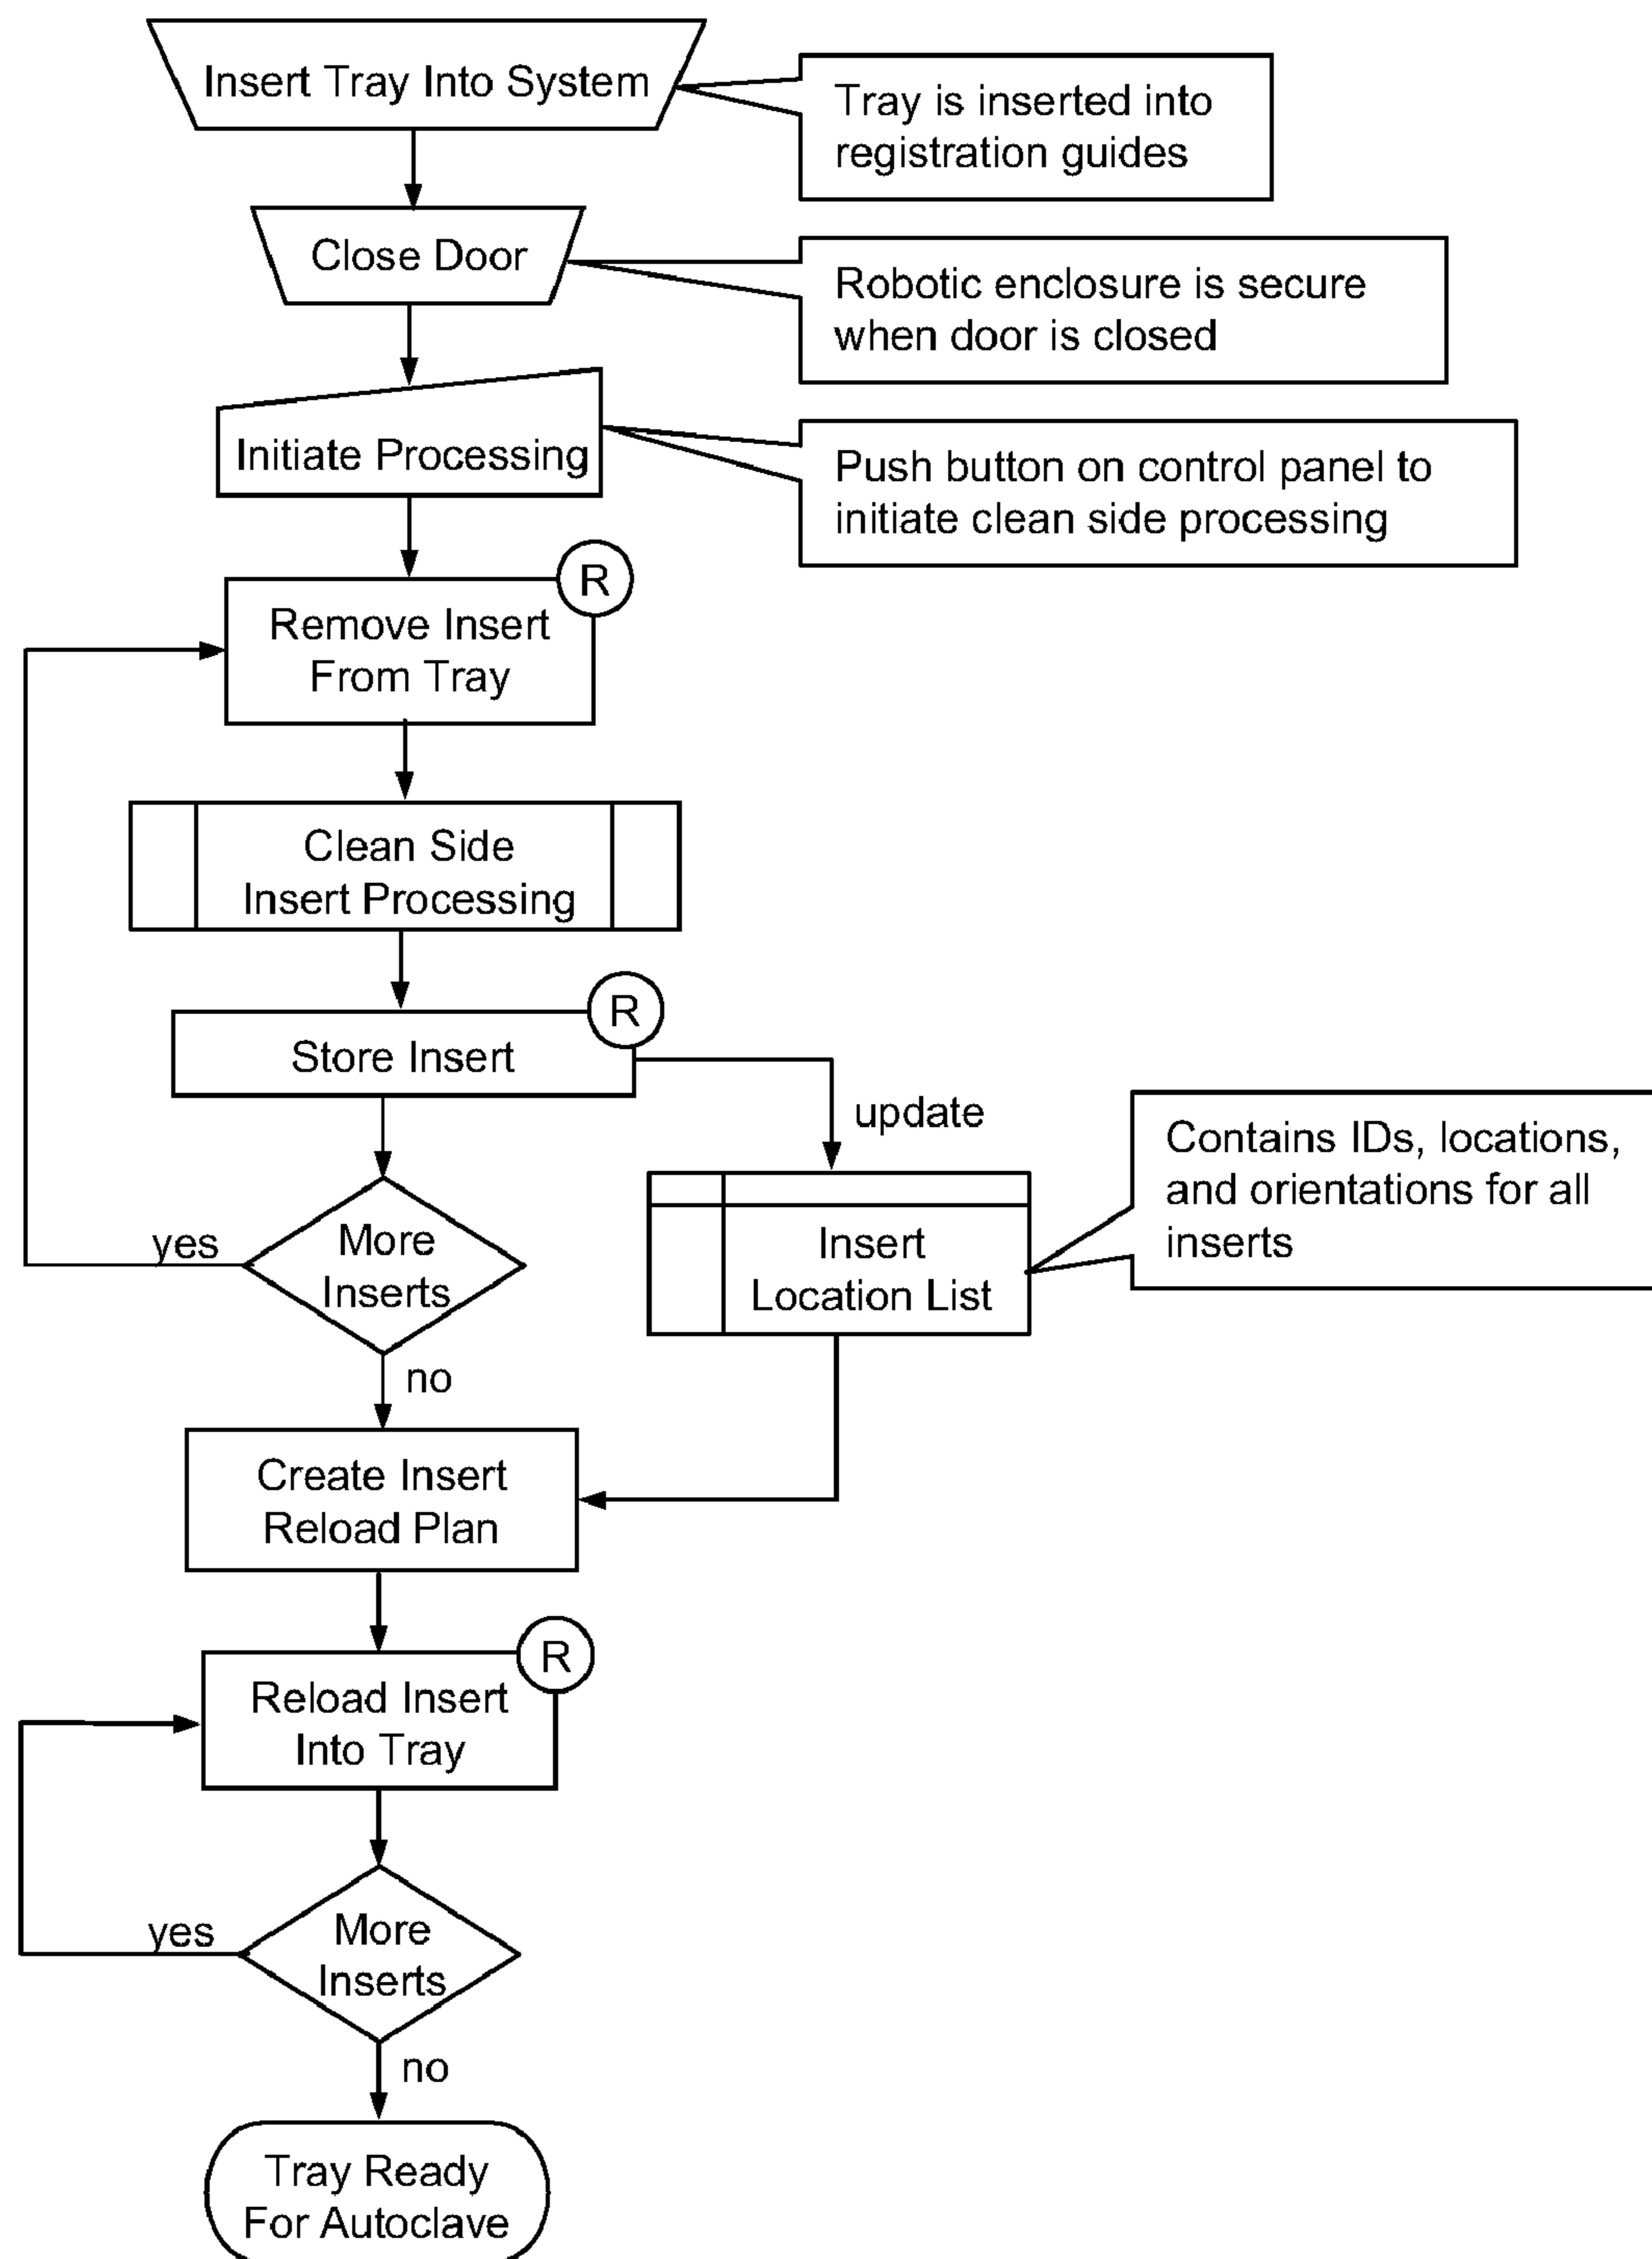 Insert Tray Into System
Tray is inserted into
registration guides
Close Door
Robotic enclosure is secure
when door is closed
Initiate Processing
Push button on control panel to
initiate clean side processing
R
Remove Insert
From Tray
Clean Side
Insert Processing
R
Store Insert
update
Contains IDs, locations,
and orientations for all
inserts
Insert
Location List
yes
More
Inserts
no
Create Insert
Reload Plan
R
Reload Insert
Into Tray
yes
More
Inserts
no
Tray Ready
For Autoclave